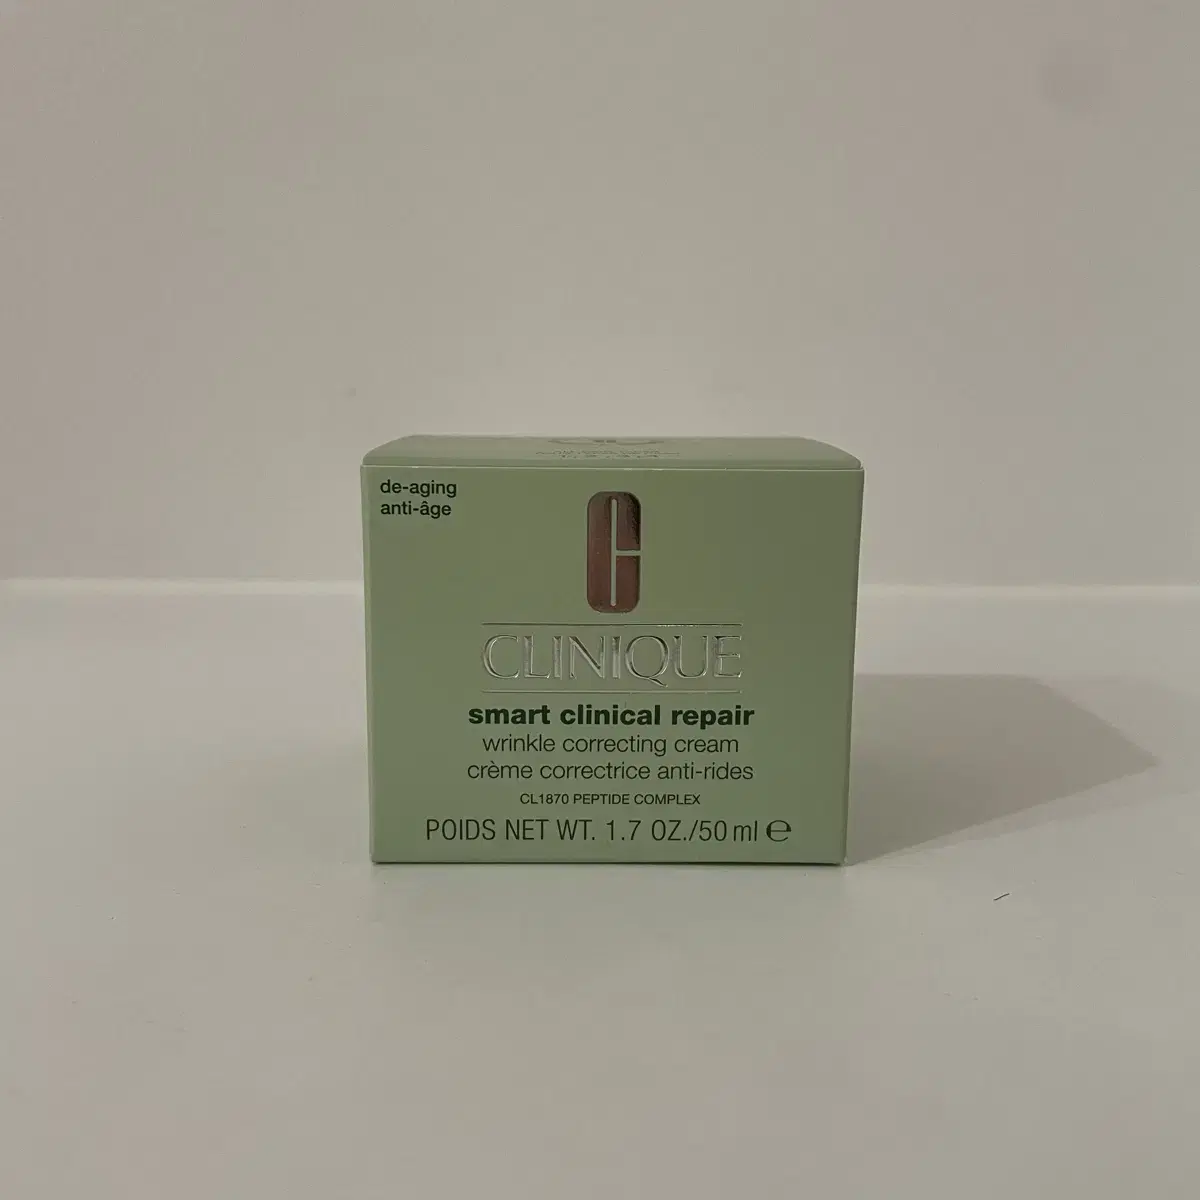 de-aging
anti-âge
CLINIQUE
smart clinical repair
wrinkle correcting cream
crème correctrice anti-rides
CL1870 PEPTIDE COMPLEX
POIDS NET WT. 1.7 OZ./50 ml ℮